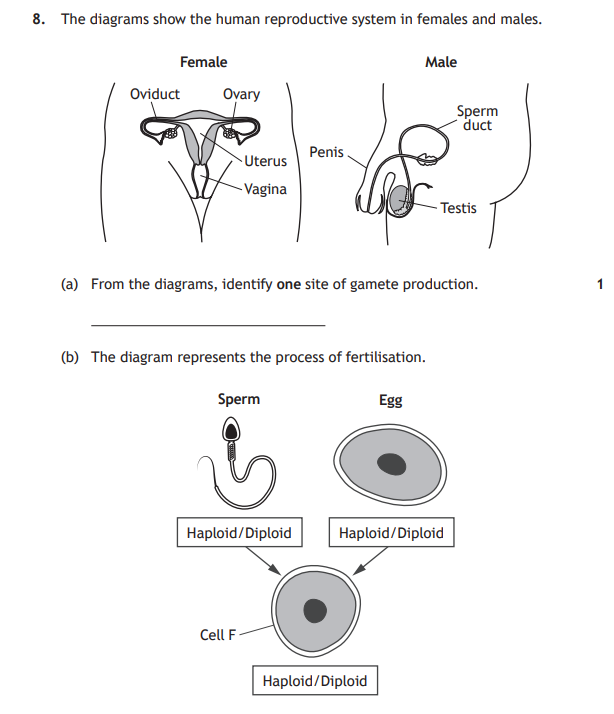 8. The diagrams show the human reproductive system in females and males.
Female
Male
Oviduct
Ovary
Uterus
Vagina
Sperm
duct
Penis
Testis
(a) From the diagrams, identify one site of gamete production. 1
(b) The diagram represents the process of fertilisation.
Sperm
Egg
Haploid/Diploid
Haploid/Diploid
Cell F
Haploid/Diploid